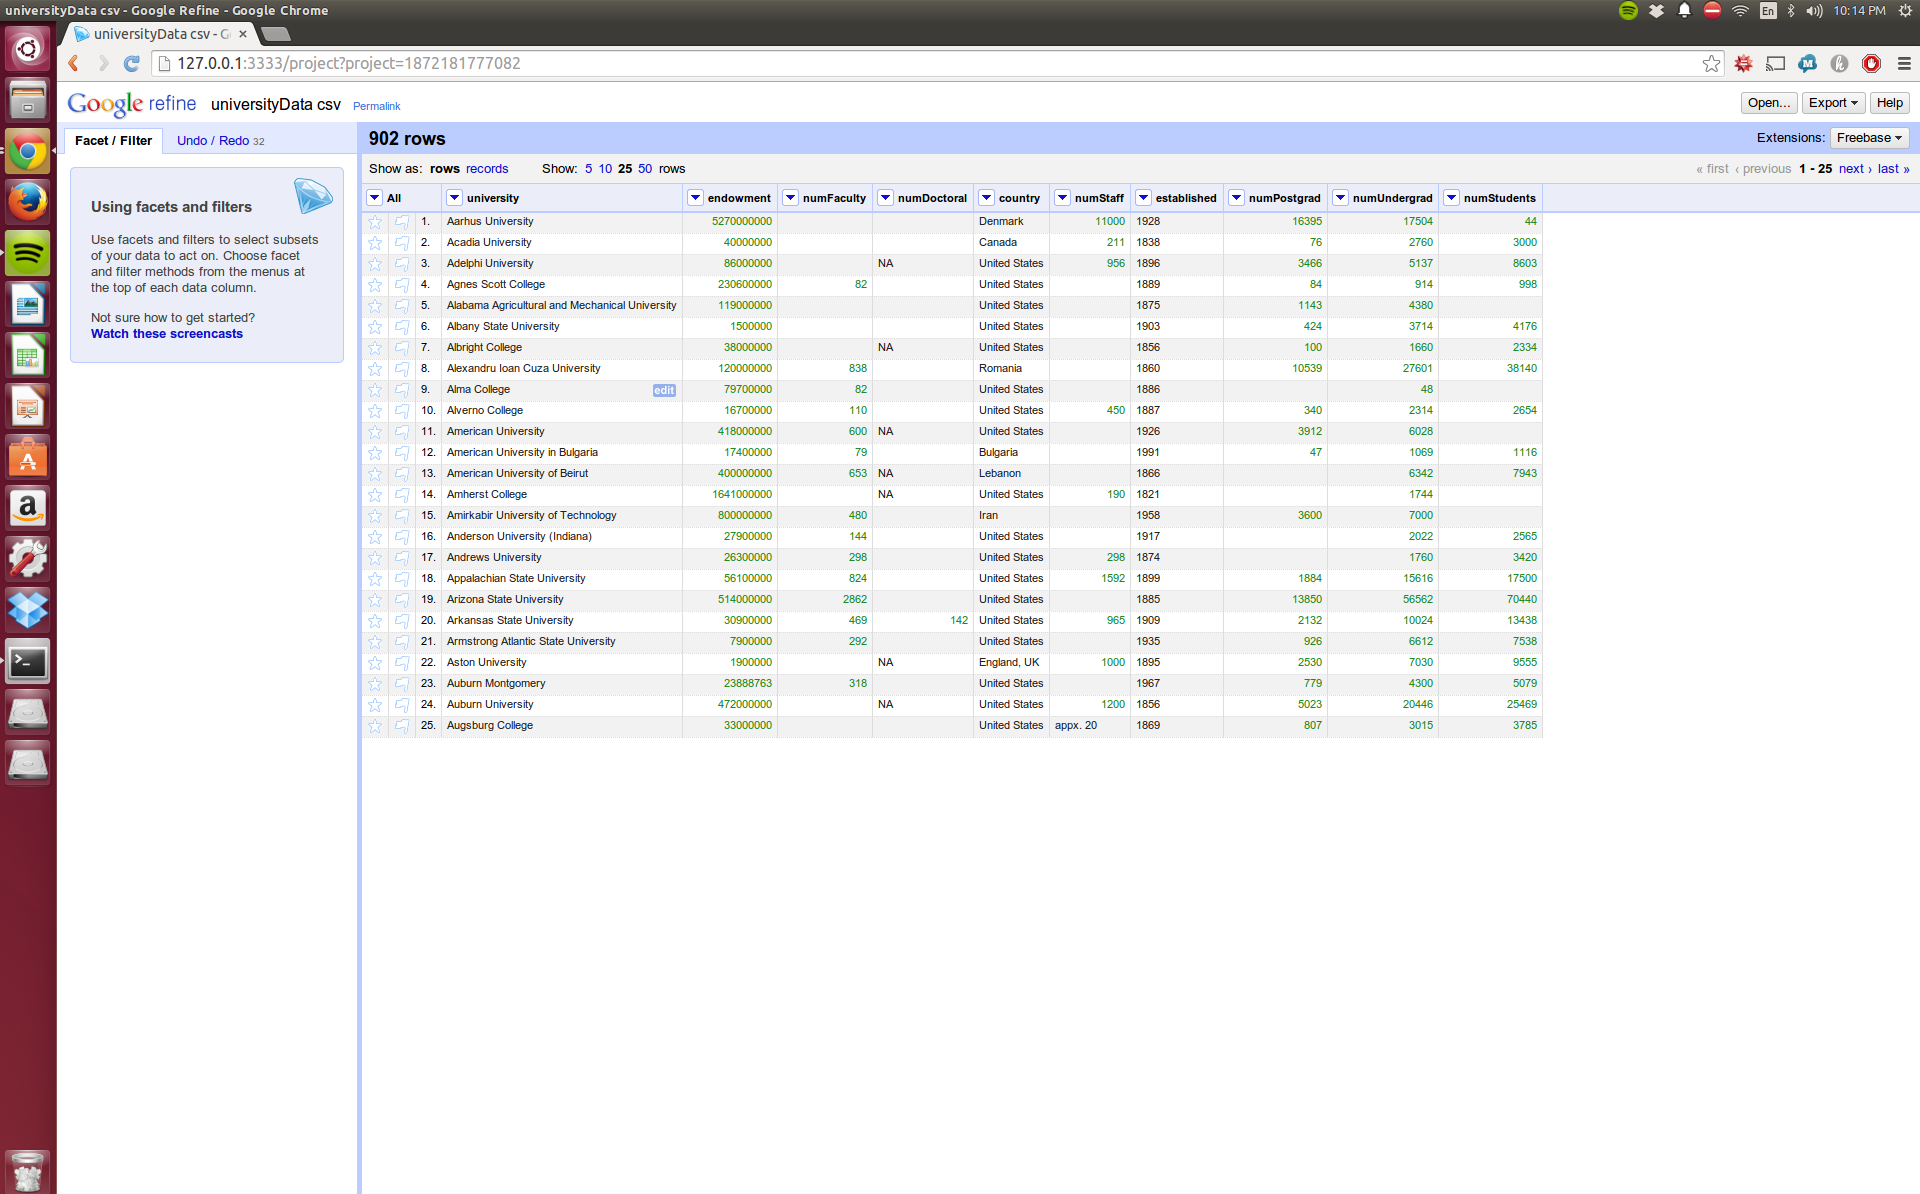 universityData csv - Google Refine - Google Chrome
En
10:14 PM
universityData csv - G
127.0.0.1:3333/project?project=1872181777082
Google refine universityData csv Permalink
Open... Export Help
Facet / Filter Undo / Redo 32
902 rows
Extensions: Freebase
Show as: rows records Show: 5 10 25 50 rows
« first ‹ previous 1 - 25 next › last »
Using facets and filters
Use facets and filters to select subsets
of your data to act on. Choose facet
and filter methods from the menus at
the top of each data column.
Not sure how to get started?
Watch these screencasts
All university endowment numFaculty numDoctoral country numStaff established numPostgrad numUndergrad numStudents
1. Aarhus University 5270000000 Denmark 11000 1928 16395 17504 44
2. Acadia University 40000000 Canada 211 1838 76 2760 3000
3. Adelphi University 86000000 NA United States 956 1896 3466 5137 8603
4. Agnes Scott College 230600000 82 United States 1889 84 914 998
5. Alabama Agricultural and Mechanical University 119000000 United States 1875 1143 4380
6. Albany State University 1500000 United States 1903 424 3714 4176
7. Albright College 38000000 NA United States 1856 100 1660 2334
8. Alexandru Ioan Cuza University 120000000 838 Romania 1860 10539 27601 38140
9. Alma College edit 79700000 82 United States 1886 48
10. Alverno College 16700000 110 United States 450 1887 340 2314 2654
11. American University 418000000 600 NA United States 1926 3912 6028
12. American University in Bulgaria 17400000 79 Bulgaria 1991 47 1069 1116
13. American University of Beirut 400000000 653 NA Lebanon 1866 6342 7943
14. Amherst College 1641000000 NA United States 190 1821 1744
15. Amirkabir University of Technology 800000000 480 Iran 1958 3600 7000
16. Anderson University (Indiana) 27900000 144 United States 1917 2022 2565
17. Andrews University 26300000 298 United States 298 1874 1760 3420
18. Appalachian State University 56100000 824 United States 1592 1899 1884 15616 17500
19. Arizona State University 514000000 2862 United States 1885 13850 56562 70440
20. Arkansas State University 30900000 469 142 United States 965 1909 2132 10024 13438
21. Armstrong Atlantic State University 7900000 292 United States 1935 926 6612 7538
22. Aston University 1900000 NA England, UK 1000 1895 2530 7030 9555
23. Auburn Montgomery 23888763 318 United States 1967 779 4300 5079
24. Auburn University 472000000 NA United States 1200 1856 5023 20446 25469
25. Augsburg College 33000000 United States appx. 20 1869 807 3015 3785